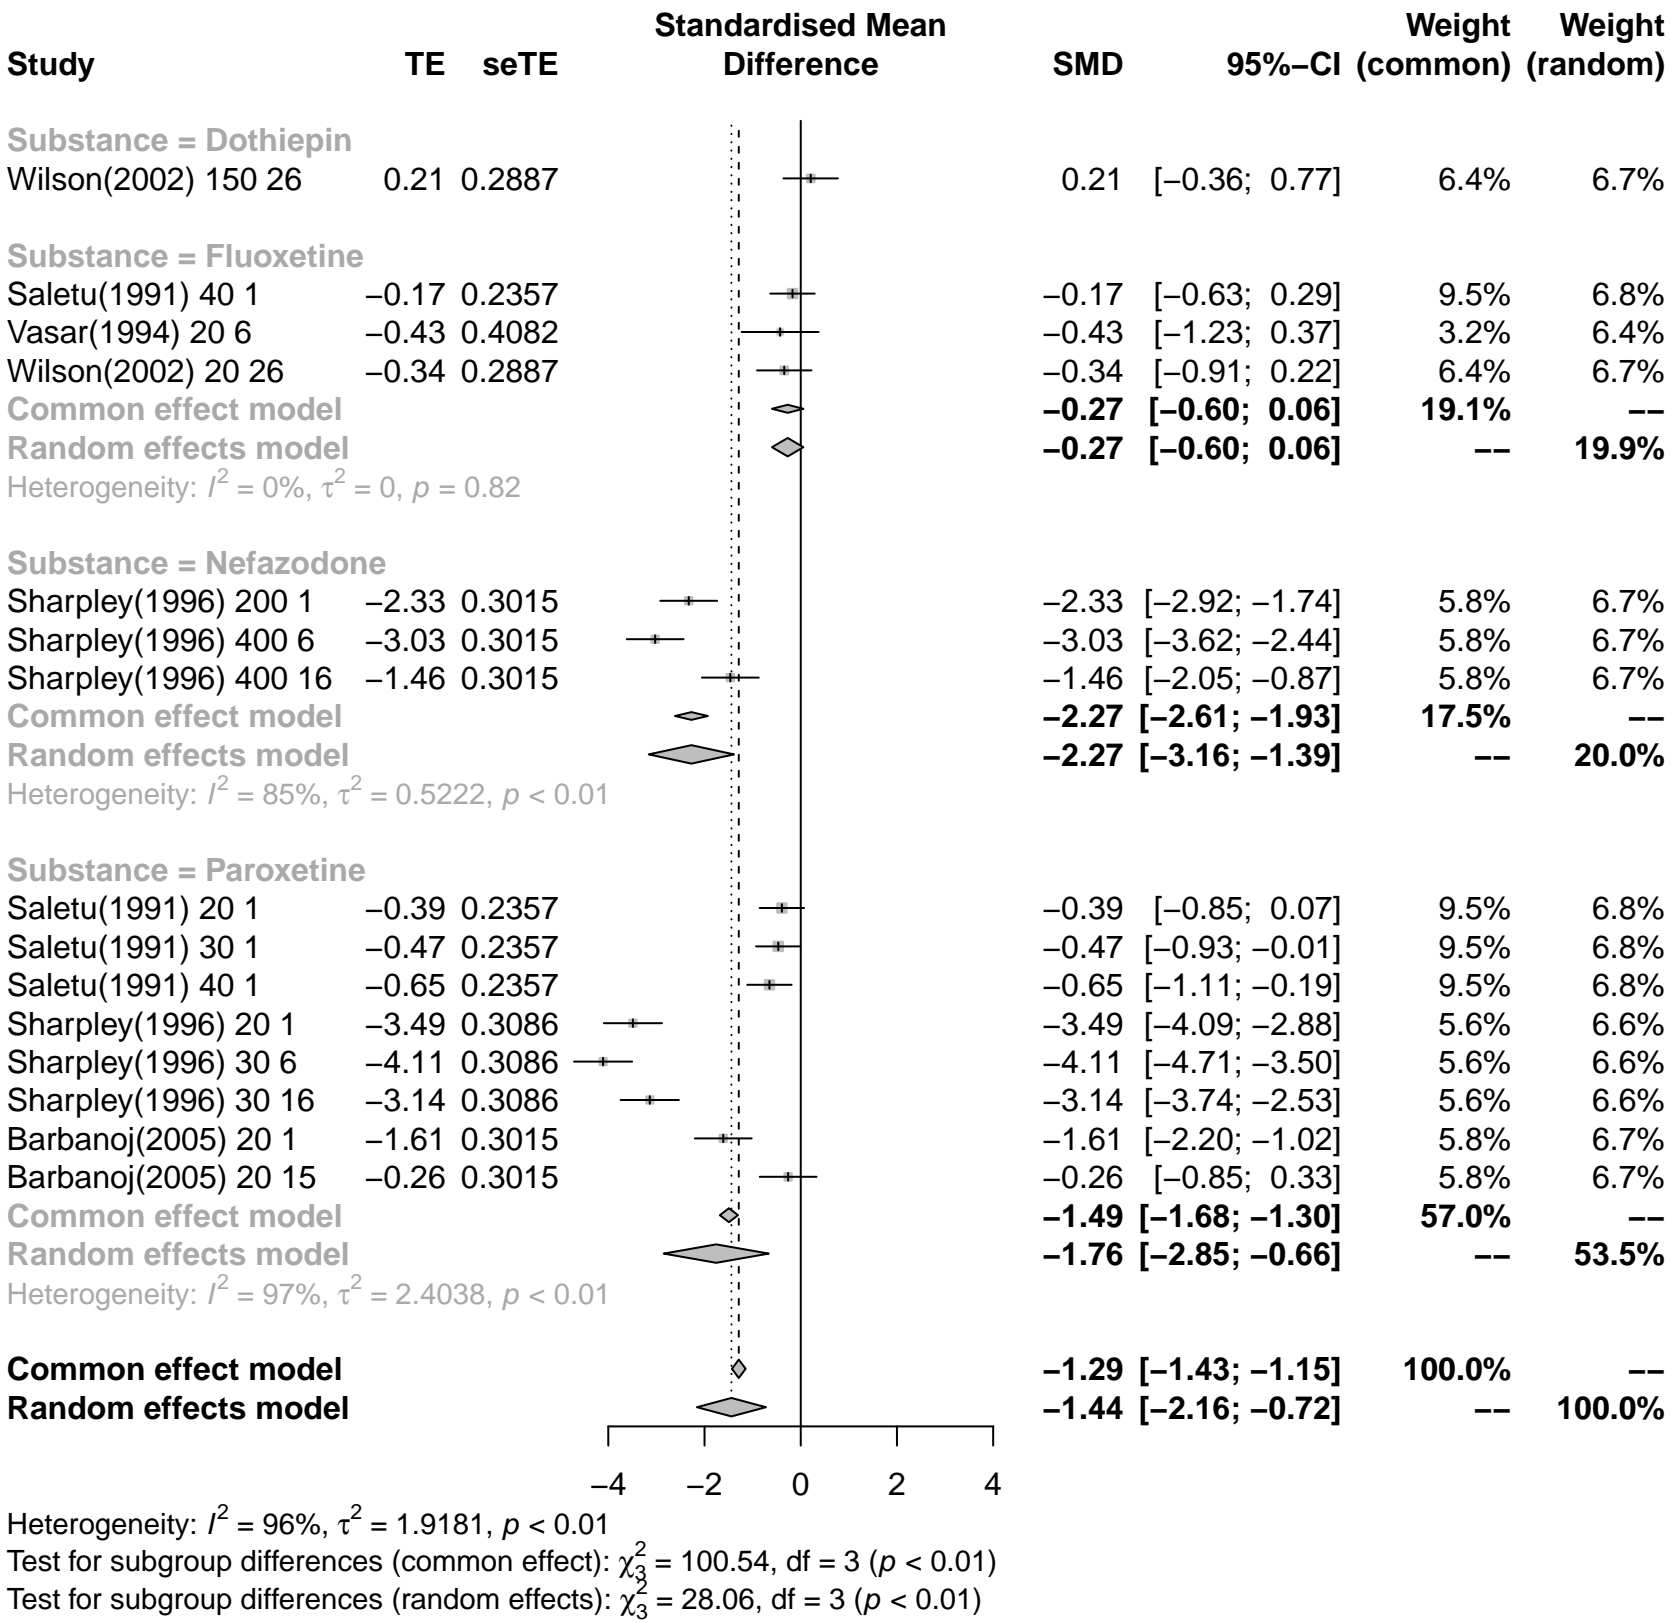 Standardised Mean Weight Weight
Study TE seTE Difference SMD 95%−CI (common) (random)
Substance = Dothiepin
Wilson(2002) 150 26 0.21 0.2887 0.21 [−0.36; 0.77] 6.4% 6.7%
Substance = Fluoxetine
Saletu(1991) 40 1 −0.17 0.2357 −0.17 [−0.63; 0.29] 9.5% 6.8%
Vasar(1994) 20 6 −0.43 0.4082 −0.43 [−1.23; 0.37] 3.2% 6.4%
Wilson(2002) 20 26 −0.34 0.2887 −0.34 [−0.91; 0.22] 6.4% 6.7%
Common effect model −0.27 [−0.60; 0.06] 19.1% −−
Random effects model −0.27 [−0.60; 0.06] −− 19.9%
Heterogeneity: I² = 0%, τ² = 0, p = 0.82
Substance = Nefazodone
Sharpley(1996) 200 1 −2.33 0.3015 −2.33 [−2.92; −1.74] 5.8% 6.7%
Sharpley(1996) 400 6 −3.03 0.3015 −3.03 [−3.62; −2.44] 5.8% 6.7%
Sharpley(1996) 400 16 −1.46 0.3015 −1.46 [−2.05; −0.87] 5.8% 6.7%
Common effect model −2.27 [−2.61; −1.93] 17.5% −−
Random effects model −2.27 [−3.16; −1.39] −− 20.0%
Heterogeneity: I² = 85%, τ² = 0.5222, p < 0.01
Substance = Paroxetine
Saletu(1991) 20 1 −0.39 0.2357 −0.39 [−0.85; 0.07] 9.5% 6.8%
Saletu(1991) 30 1 −0.47 0.2357 −0.47 [−0.93; −0.01] 9.5% 6.8%
Saletu(1991) 40 1 −0.65 0.2357 −0.65 [−1.11; −0.19] 9.5% 6.8%
Sharpley(1996) 20 1 −3.49 0.3086 −3.49 [−4.09; −2.88] 5.6% 6.6%
Sharpley(1996) 30 6 −4.11 0.3086 −4.11 [−4.71; −3.50] 5.6% 6.6%
Sharpley(1996) 30 16 −3.14 0.3086 −3.14 [−3.74; −2.53] 5.6% 6.6%
Barbanoj(2005) 20 1 −1.61 0.3015 −1.61 [−2.20; −1.02] 5.8% 6.7%
Barbanoj(2005) 20 15 −0.26 0.3015 −0.26 [−0.85; 0.33] 5.8% 6.7%
Common effect model −1.49 [−1.68; −1.30] 57.0% −−
Random effects model −1.76 [−2.85; −0.66] −− 53.5%
Heterogeneity: I² = 97%, τ² = 2.4038, p < 0.01
Common effect model −1.29 [−1.43; −1.15] 100.0% −−
Random effects model −1.44 [−2.16; −0.72] −− 100.0%
−4 −2 0 2 4
Heterogeneity: I² = 96%, τ² = 1.9181, p < 0.01
Test for subgroup differences (common effect): χ²₃ = 100.54, df = 3 (p < 0.01)
Test for subgroup differences (random effects): χ²₃ = 28.06, df = 3 (p < 0.01)